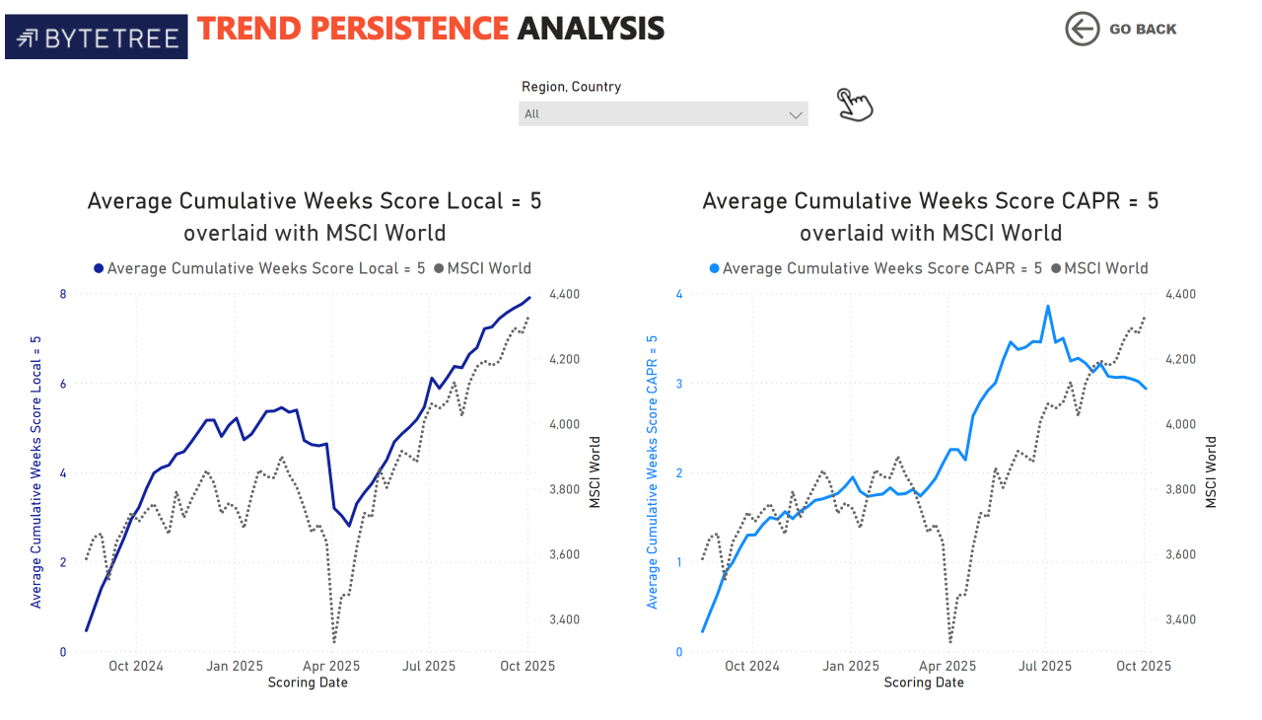 BYTETREE
TREND PERSISTENCE ANALYSIS
GO BACK
Region, Country
All
Average Cumulative Weeks Score Local = 5
overlaid with MSCI World
Average Cumulative Weeks Score Local = 5 MSCI World
8
6
4
2
0
4,400
4,200
4,000
3,800
3,600
3,400
Average Cumulative Weeks Score Local = 5
MSCI World
Oct 2024 Jan 2025 Apr 2025 Jul 2025 Oct 2025
Scoring Date
Average Cumulative Weeks Score CAPR = 5
overlaid with MSCI World
Average Cumulative Weeks Score CAPR = 5 MSCI World
4
3
2
1
0
4,400
4,200
4,000
3,800
3,600
3,400
Average Cumulative Weeks Score CAPR = 5
MSCI World
Oct 2024 Jan 2025 Apr 2025 Jul 2025 Oct 2025
Scoring Date